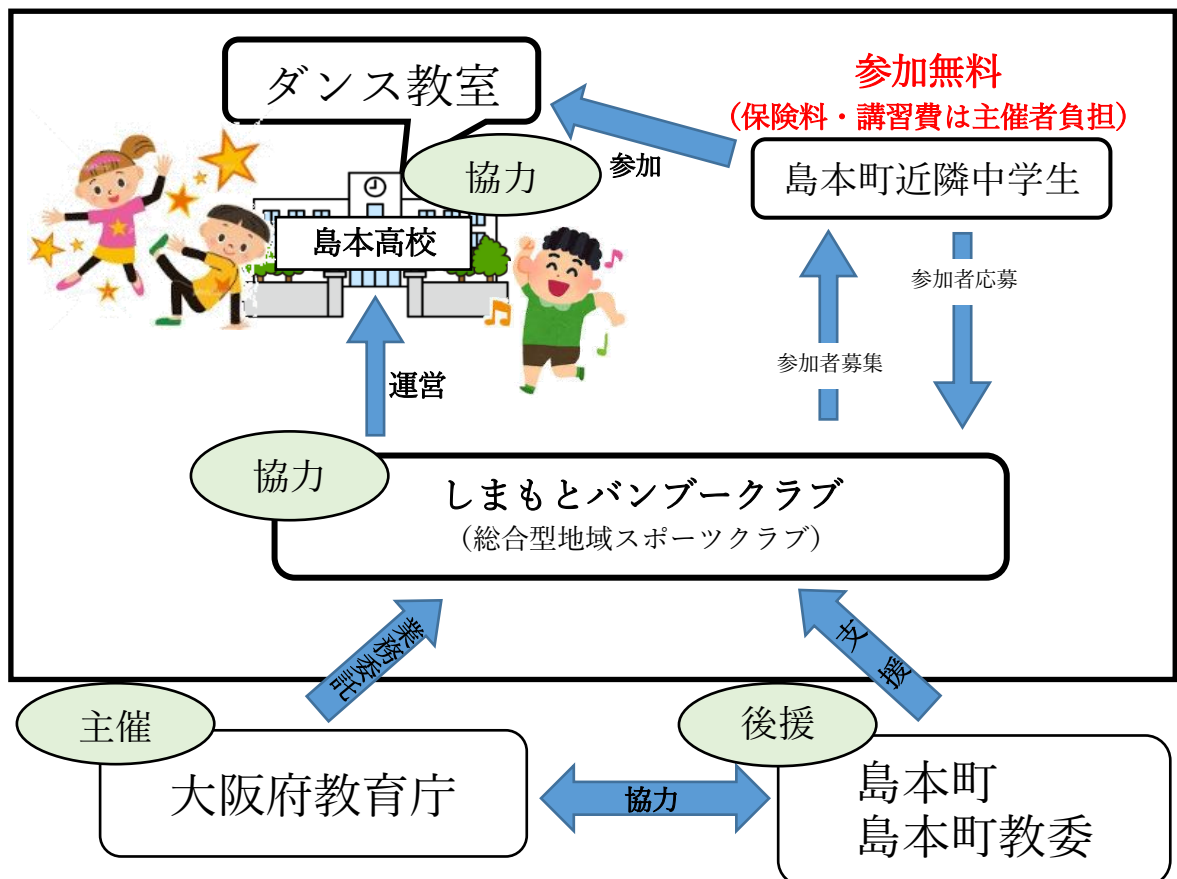 ダンス教室
参加無料
（保険料・講習費は主催者負担）
協力
参加
島本町近隣中学生
島本高校
参加者応募
参加者募集
運営
協力
しまもとバンブークラブ
（総合型地域スポーツクラブ）
業務委託
支援
主催
後援
大阪府教育庁
協力
島本町
島本町教委